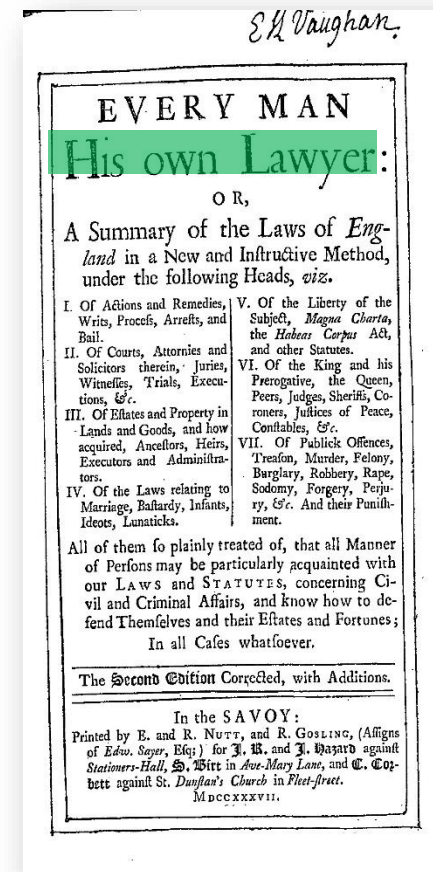 E H Vaughan.
EVERY MAN
His own Lawyer:
OR,
A Summary of the Laws of Eng-
land in a New and Inſtructive Method,
under the following Heads, viz.
I. Of Actions and Remedies,
Writs, Proceſs, Arreſts, and
Bail.
II. Of Courts, Attornies and
Solicitors therein, Juries,
Witneſſes, Trials, Execu-
tions, &c.
III. Of Eſtates and Property in
Lands and Goods, and how
acquired, Anceſtors, Heirs,
Executors and Adminiſtra-
tors.
IV. Of the Laws relating to
Marriage, Baſtardy, Infants,
Ideots, Lunaticks.
V. Of the Liberty of the
Subject, Magna Charta,
the Habeas Corpus Act,
and other Statutes.
VI. Of the King and his
Prerogative, the Queen,
Peers, Judges, Sheriffs, Co-
roners, Juſtices of Peace,
Conſtables, &c.
VII. Of Publick Offences,
Treaſon, Murder, Felony,
Burglary, Robbery, Rape,
Sodomy, Forgery, Perju-
ry, &c. And their Puniſh-
ment.
All of them ſo plainly treated of, that all Manner
of Perſons may be particularly acquainted with
our LAWS and STATUTES, concerning Ci-
vil and Criminal Affairs, and know how to de-
fend Themſelves and their Eſtates and Fortunes;
In all Caſes whatſoever.
The Second Edition Corrected, with Additions.
In the SAVOY:
Printed by E. and R. NUTT, and R. GOSLING, (Aſſigns
of Edw. Sayer, Eſq;) for J. R. and J. Hazard againſt
Stationers-Hall, S. Birt in Ave-Mary Lane, and C. Cor-
bett againſt St. Dunſtan's Church in Fleet-ſtreet.
MDCCXXXVII.